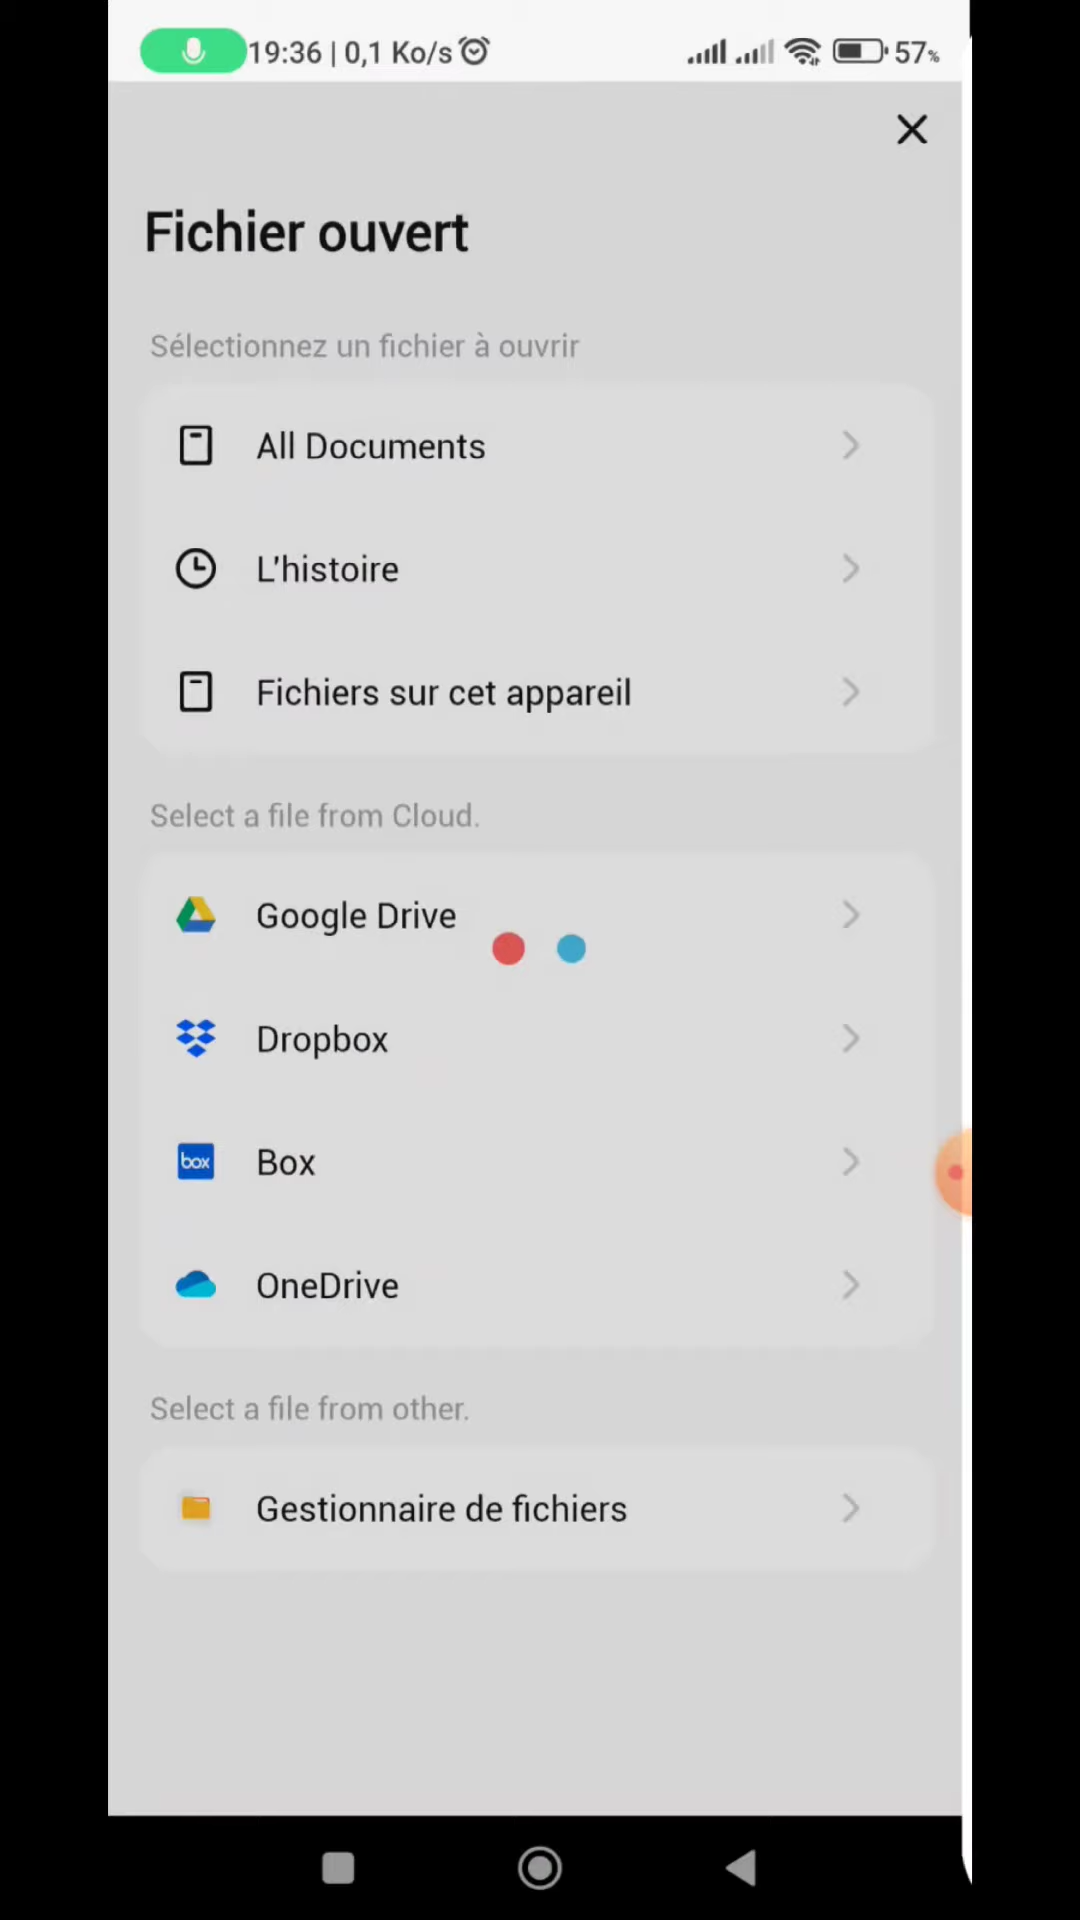 19:36 | 0,1 Ko/s 57%
Fichier ouvert
Sélectionnez un fichier à ouvrir
All Documents
L'histoire
Fichiers sur cet appareil
Select a file from Cloud.
Google Drive
Dropbox
box Box
OneDrive
Select a file from other.
Gestionnaire de fichiers